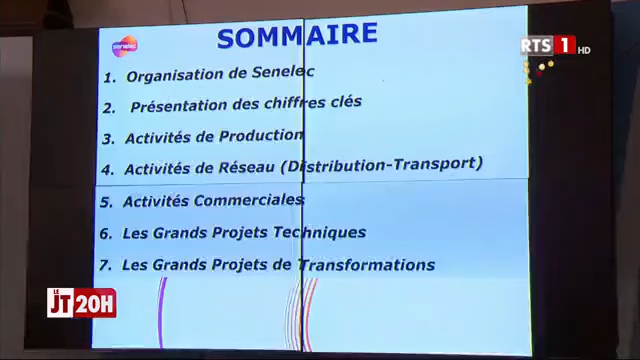 senelec
SOMMAIRE
RTS 1 HD
1. Organisation de Senelec
2. Présentation des chiffres clés
3. Activités de Production
4. Activités de Réseau (Distribution-Transport)
5. Activités Commerciales
6. Les Grands Projets Techniques
7. Les Grands Projets de Transformations
LE
JT20H